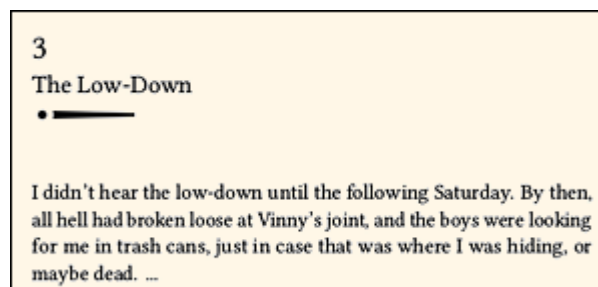 3
The Low-Down
I didn’t hear the low-down until the following Saturday. By then,
all hell had broken loose at Vinny’s joint, and the boys were looking
for me in trash cans, just in case that was where I was hiding, or
maybe dead. ...